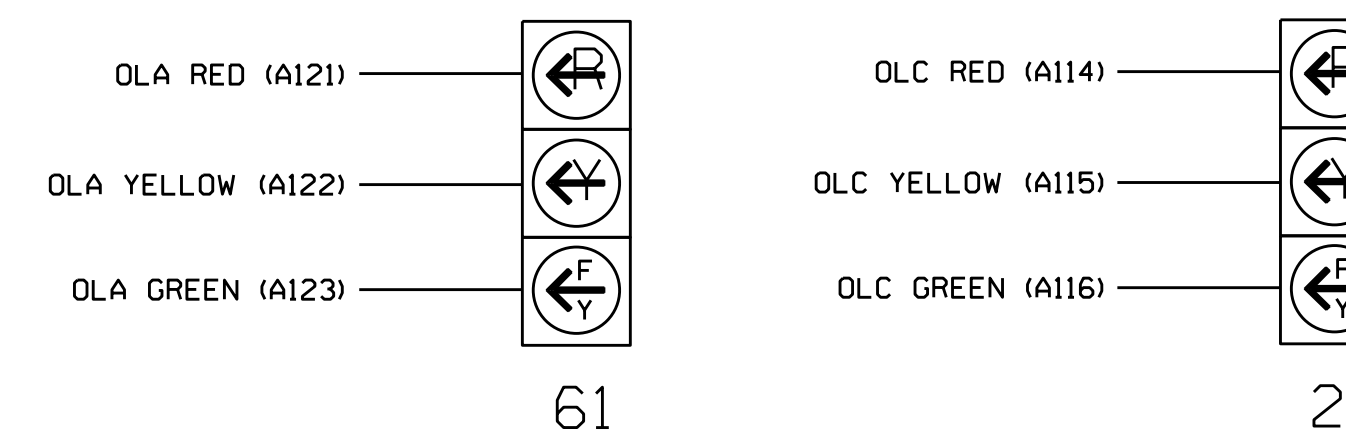 OLA RED (A121)
R
OLA YELLOW (A122)
Y
OLA GREEN (A123)
F
Y
61
OLC RED (A114)
OLC YELLOW (A115)
Y
OLC GREEN (A116)
F
Y
2